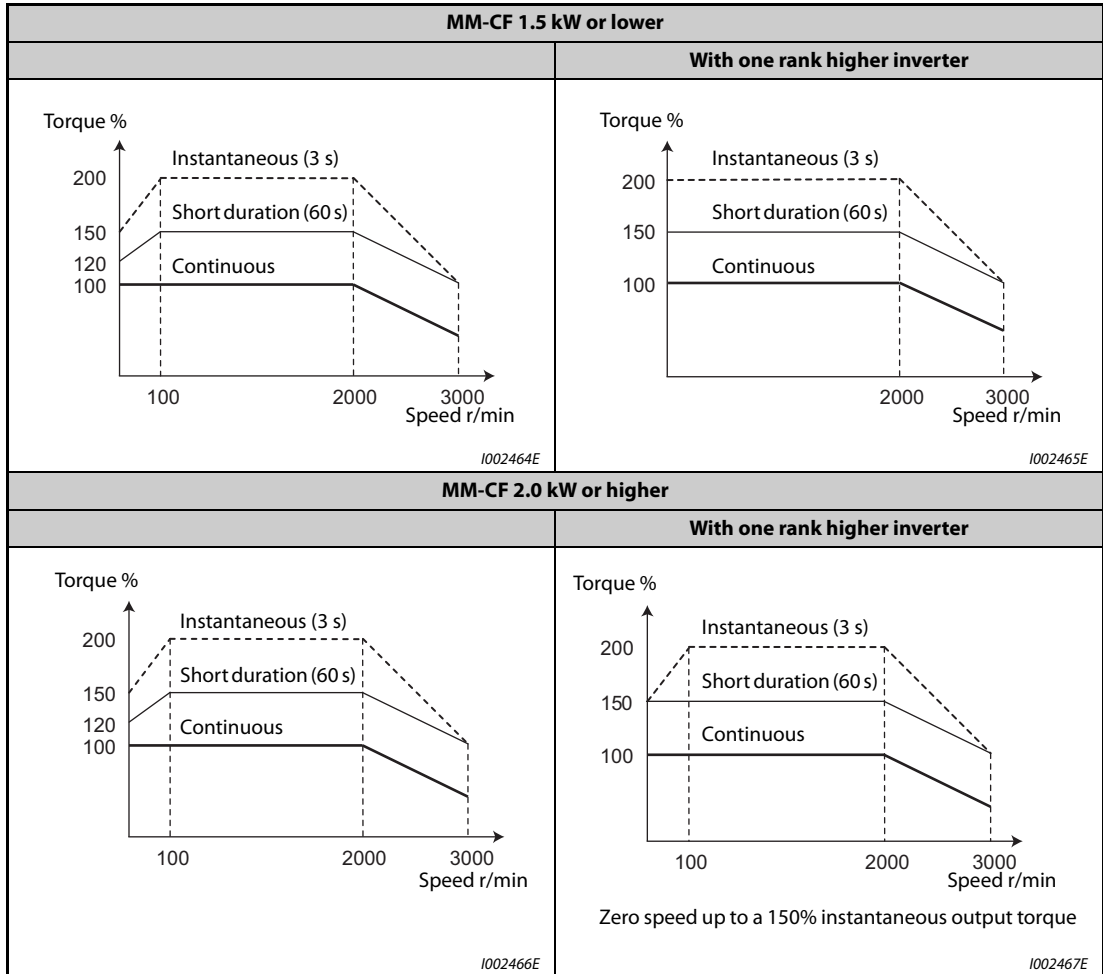 MM-CF 1.5 kW or lower
With one rank higher inverter
Torque %
200
150
120
100
Instantaneous (3 s)
Short duration (60 s)
Continuous
100
2000
3000
Speed r/min
I002464E
Torque %
200
150
100
Instantaneous (3 s)
Short duration (60 s)
Continuous
2000
3000
Speed r/min
I002465E
MM-CF 2.0 kW or higher
With one rank higher inverter
Torque %
200
150
120
100
Instantaneous (3 s)
Short duration (60 s)
Continuous
100
2000
3000
Speed r/min
I002466E
Torque %
200
150
100
Instantaneous (3 s)
Short duration (60 s)
Continuous
100
2000
3000
Speed r/min
Zero speed up to a 150% instantaneous output torque
I002467E